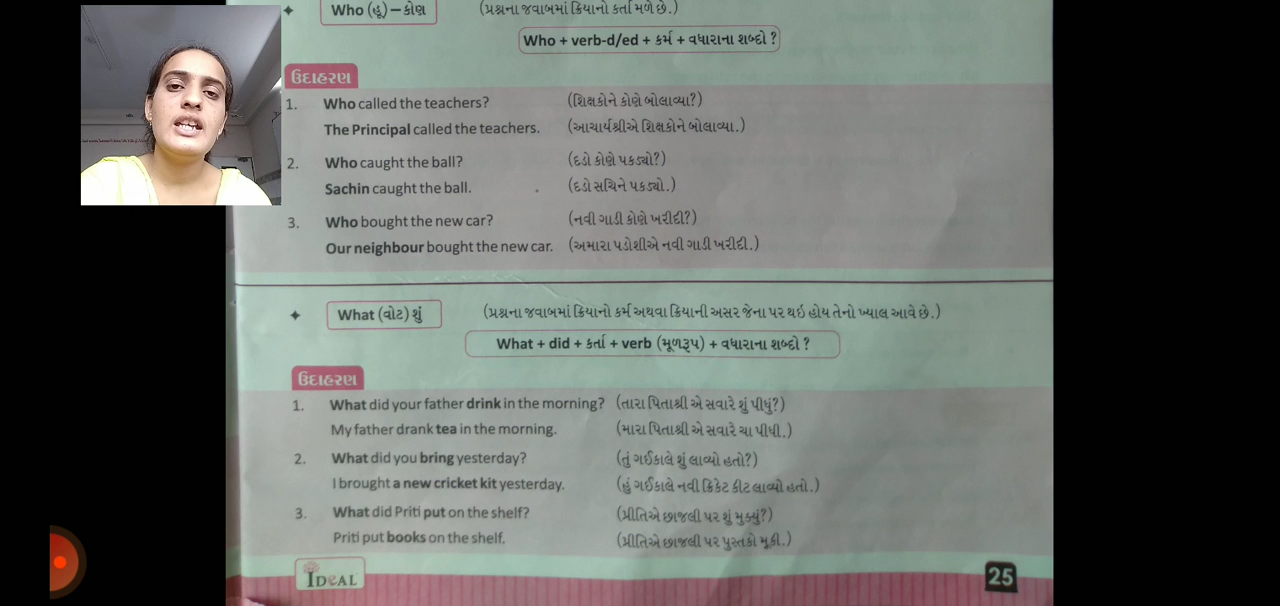 Who (હૂ) – કોણ (પ્રશ્નના જવાબમાં ક્રિયાનો કર્તા મળે છે.)
Who + verb-d/ed + કર્મ + વધારાના શબ્દો ?
ઉદાહરણ
1. Who called the teachers? (શિક્ષકોને કોણે બોલાવ્યા?)
The Principal called the teachers. (આચાર્યશ્રીએ શિક્ષકોને બોલાવ્યા.)
2. Who caught the ball? (દડો કોણે પકડ્યો?)
Sachin caught the ball. (દડો સચિને પકડ્યો.)
3. Who bought the new car? (નવી ગાડી કોણે ખરીદી?)
Our neighbour bought the new car. (અમારા પડોશીએ નવી ગાડી ખરીદી.)
What (વોટ) શું (પ્રશ્નના જવાબમાં ક્રિયાનો કર્મ અથવા ક્રિયાની અસર જેના પર થઇ હોય તેનો ખ્યાલ આવે છે.)
What + did + કર્તા + verb (મૂળરૂપ) + વધારાના શબ્દો ?
ઉદાહરણ
1. What did your father drink in the morning? (તારા પિતાશ્રી એ સવારે શું પીધું?)
My father drank tea in the morning. (મારા પિતાશ્રી એ સવારે ચા પીધી.)
2. What did you bring yesterday? (તું ગઈકાલે શું લાવ્યો હતો?)
I brought a new cricket kit yesterday. (હું ગઈકાલે નવી ક્રિકેટ કીટ લાવ્યો હતો.)
3. What did Priti put on the shelf? (પ્રીતિએ છાજલી પર શું મુક્યું?)
Priti put books on the shelf. (પ્રીતિએ છાજલી પર પુસ્તકો મૂકી.)
IDEAL 25